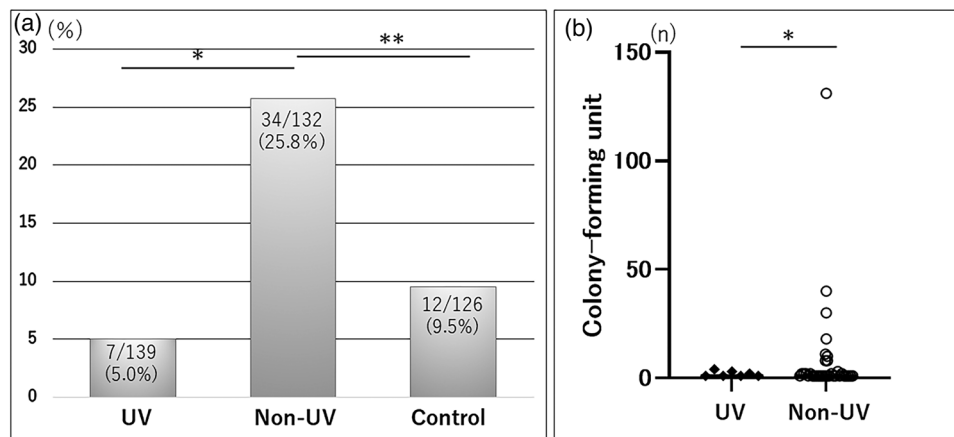 (a) (%)
30
25
20
15
10
5
0
*
**
34/132
(25.8%)
12/126
(9.5%)
7/139
(5.0%)
UV
Non-UV
Control
(b) (n)
*
Colony–forming unit
150
100
50
0
UV
Non-UV